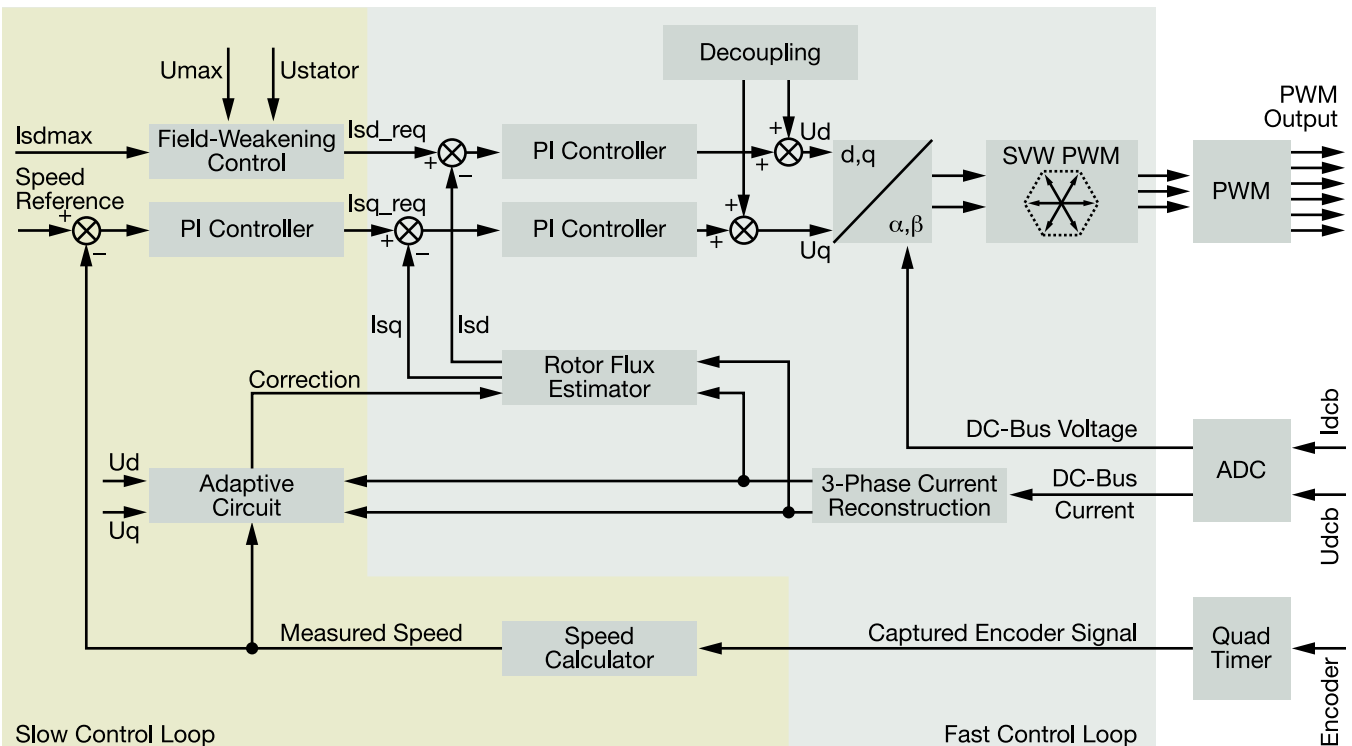 Decoupling
Umax
Ustator
PWM
Output
Isdmax
Field-Weakening
Control
Isd_req
+
−
PI Controller
+
+
Ud
d,q
α,β
SVW PWM
PWM
Speed
Reference
+
−
PI Controller
Isq_req
+
−
PI Controller
+
+
Uq
Isq
Isd
Rotor Flux
Estimator
Correction
DC-Bus Voltage
Idcb
ADC
Ud
Uq
Adaptive
Circuit
3-Phase Current
Reconstruction
DC-Bus
Current
Udcb
Measured Speed
Speed
Calculator
Captured Encoder Signal
Quad
Timer
Encoder
Slow Control Loop
Fast Control Loop